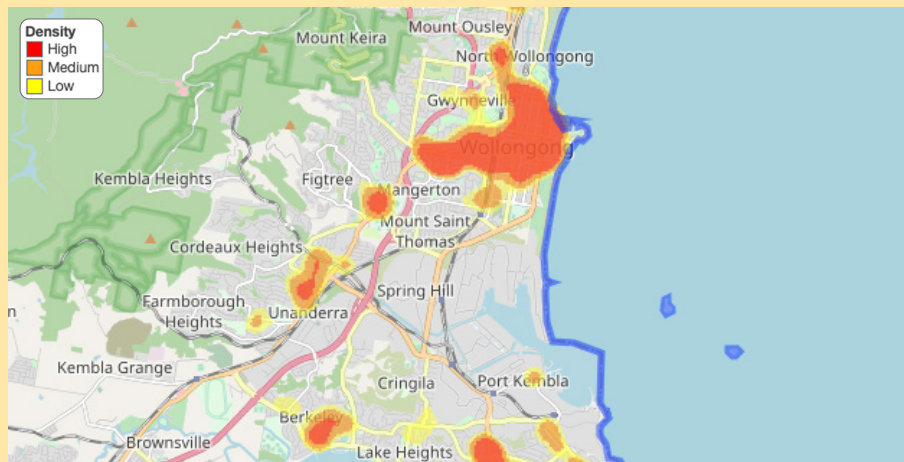 Density
High
Medium
Low
Mount Ousley
Mount Keira
North Wollongong
Gwynneville
Wollongong
Kembla Heights
Figtree
Mangerton
Mount Saint
Thomas
Cordeaux Heights
Spring Hill
Farmborough
Heights
Unanderra
n
Kembla Grange
Cringila
Port Kembla
Berkeley
Brownsville
Lake Heights